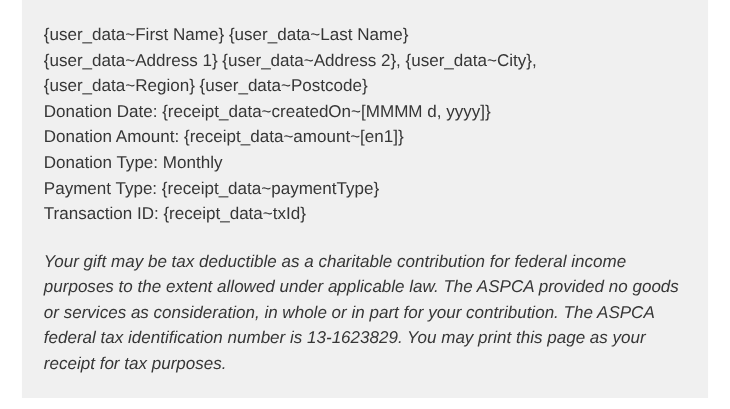 {user_data~First Name} {user_data~Last Name}
{user_data~Address 1} {user_data~Address 2}, {user_data~City},
{user_data~Region} {user_data~Postcode}
Donation Date: {receipt_data~createdOn~[MMMM d, yyyy]}
Donation Amount: {receipt_data~amount~[en1]}
Donation Type: Monthly
Payment Type: {receipt_data~paymentType}
Transaction ID: {receipt_data~txId}
Your gift may be tax deductible as a charitable contribution for federal income
purposes to the extent allowed under applicable law. The ASPCA provided no goods
or services as consideration, in whole or in part for your contribution. The ASPCA
federal tax identification number is 13-1623829. You may print this page as your
receipt for tax purposes.